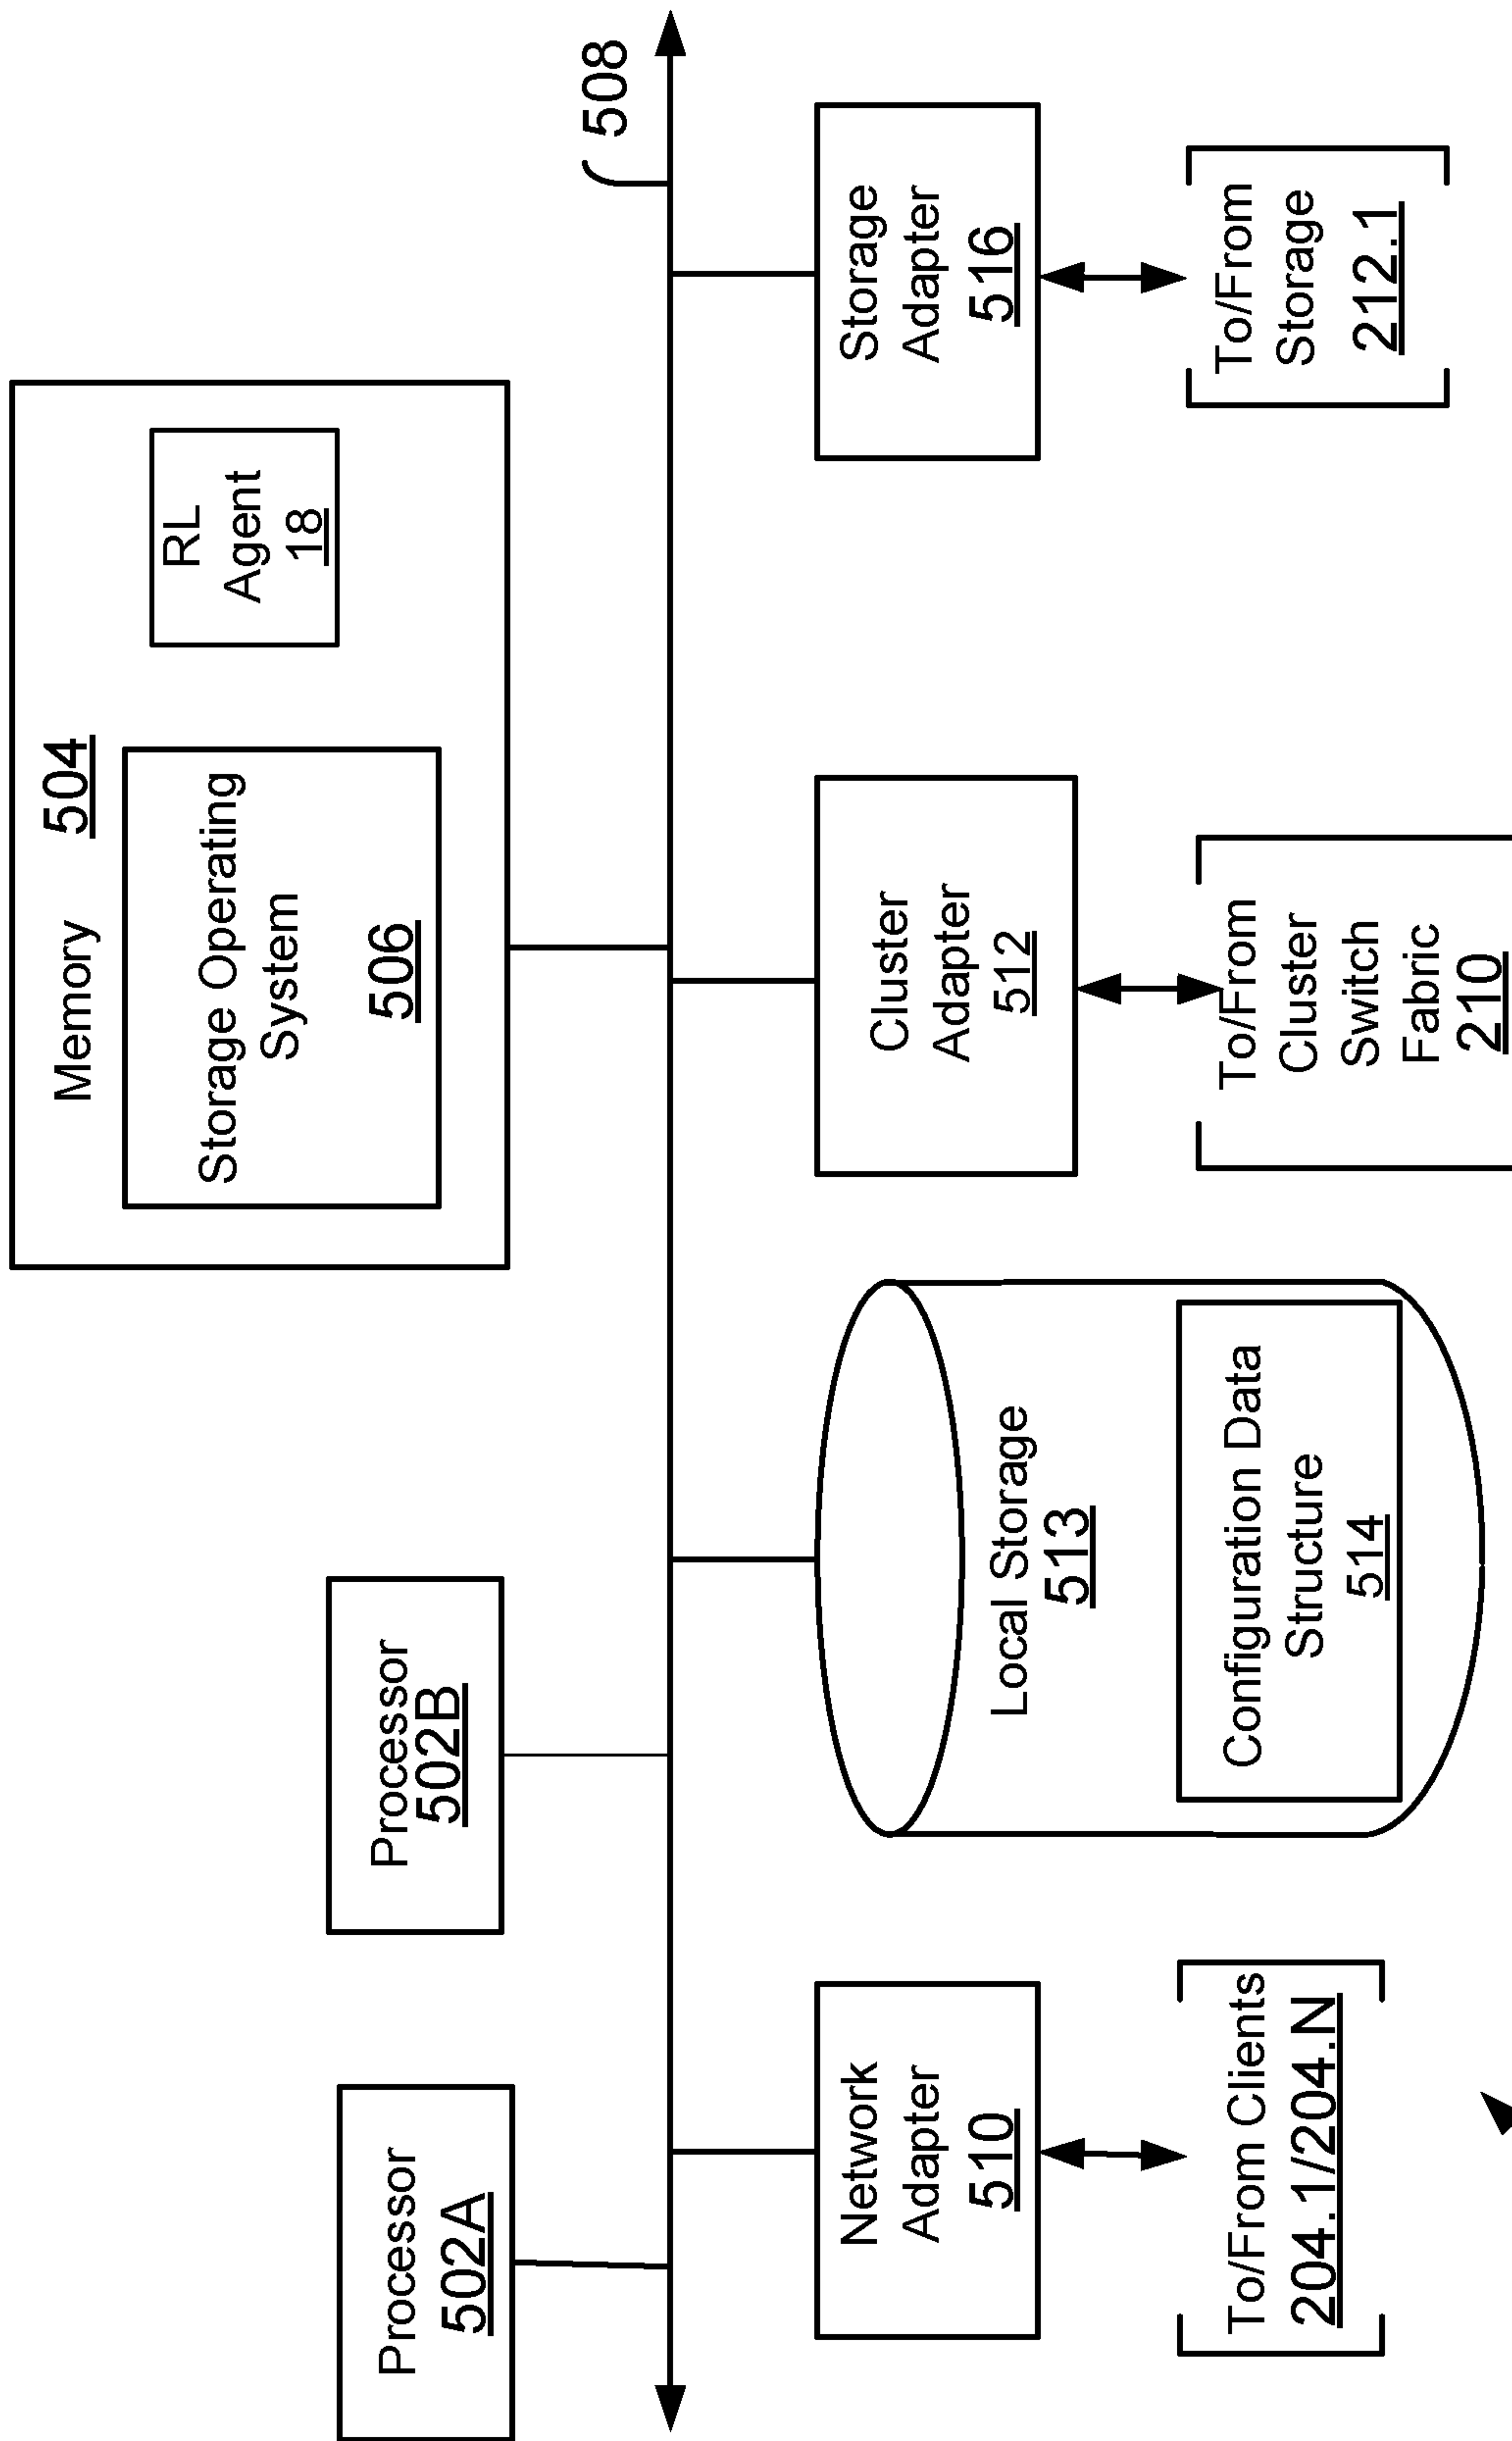 Processor
502A
Processor
502B
Memory 504
Storage Operating
System
506
RL
Agent
18
508
Network
Adapter
510
Local Storage
513
Configuration Data
Structure
514
Cluster
Adapter
512
Storage
Adapter
516
To/From Clients
204.1/204.N
To/From
Cluster
Switch
Fabric
210
To/From
Storage
212.1